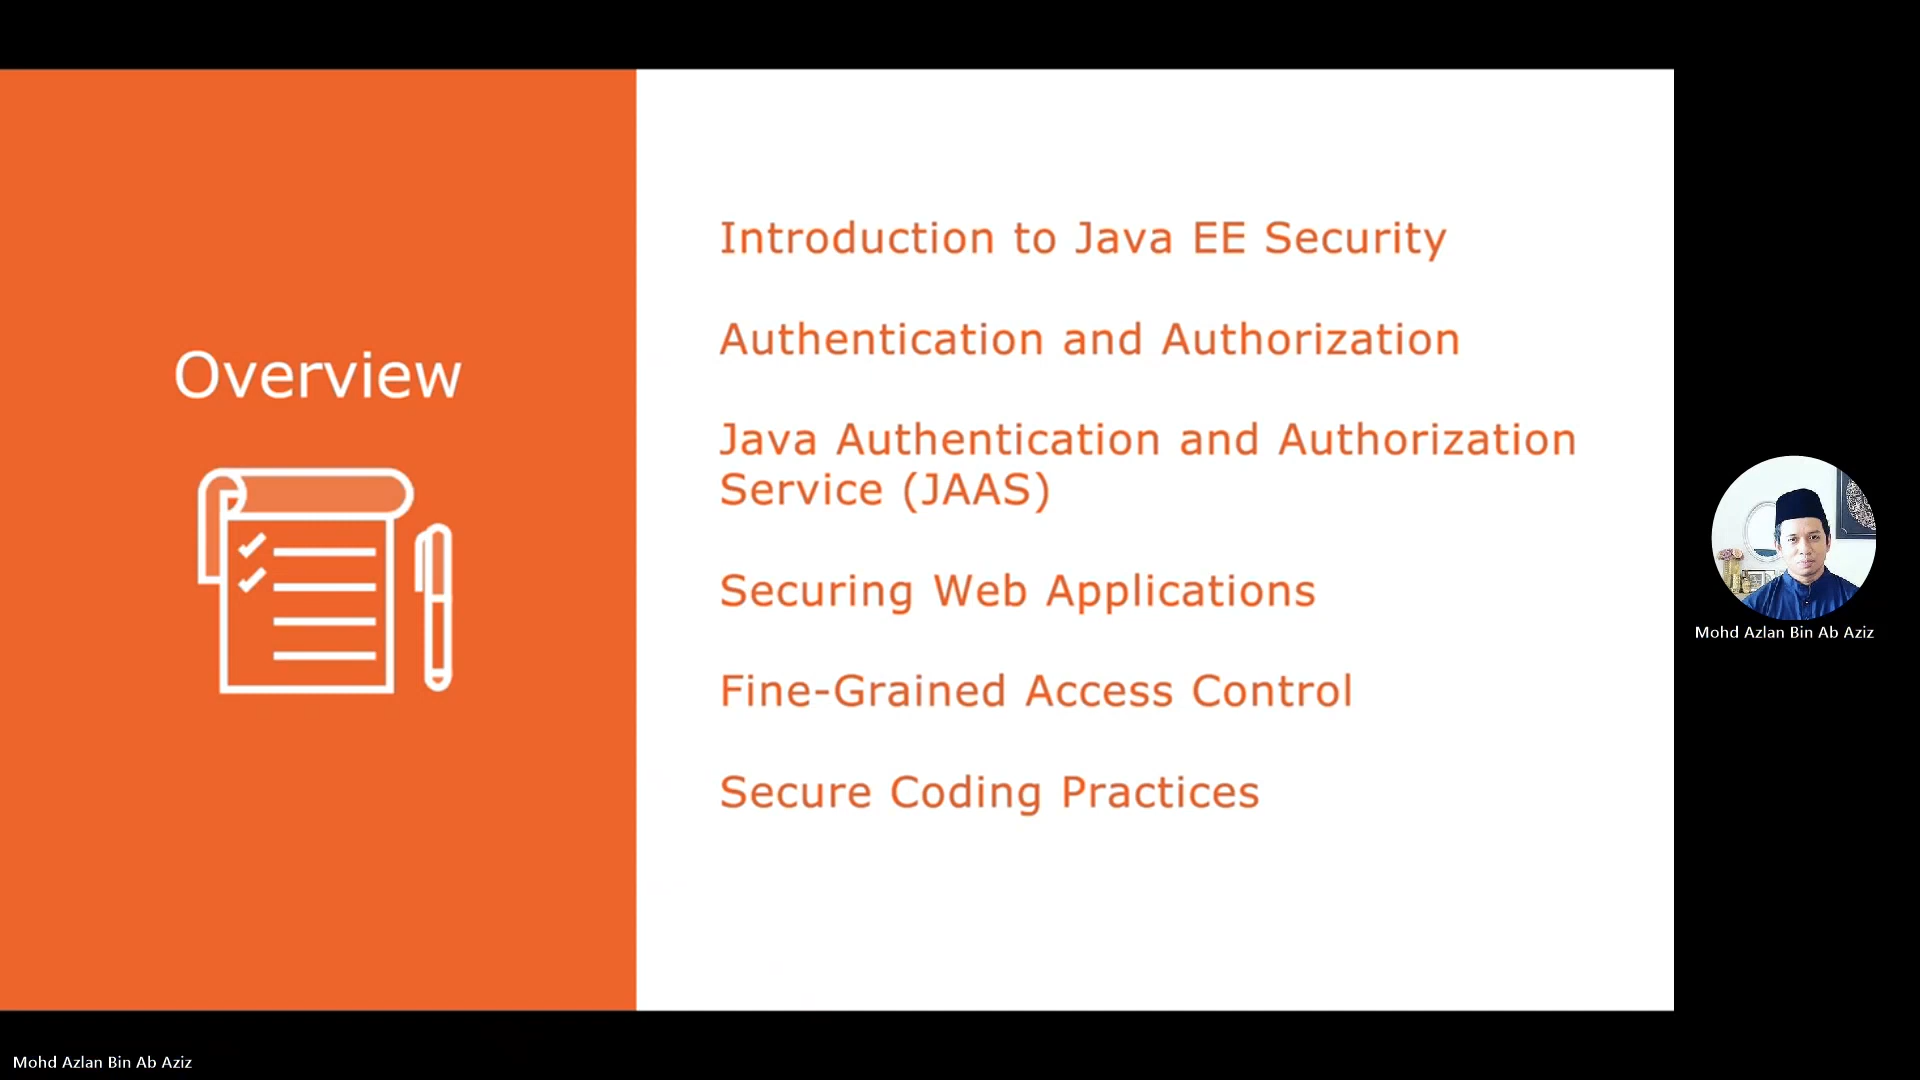 Overview
Introduction to Java EE Security
Authentication and Authorization
Java Authentication and Authorization
Service (JAAS)
Securing Web Applications
Fine-Grained Access Control
Secure Coding Practices
Mohd Azlan Bin Ab Aziz
Mohd Azlan Bin Ab Aziz